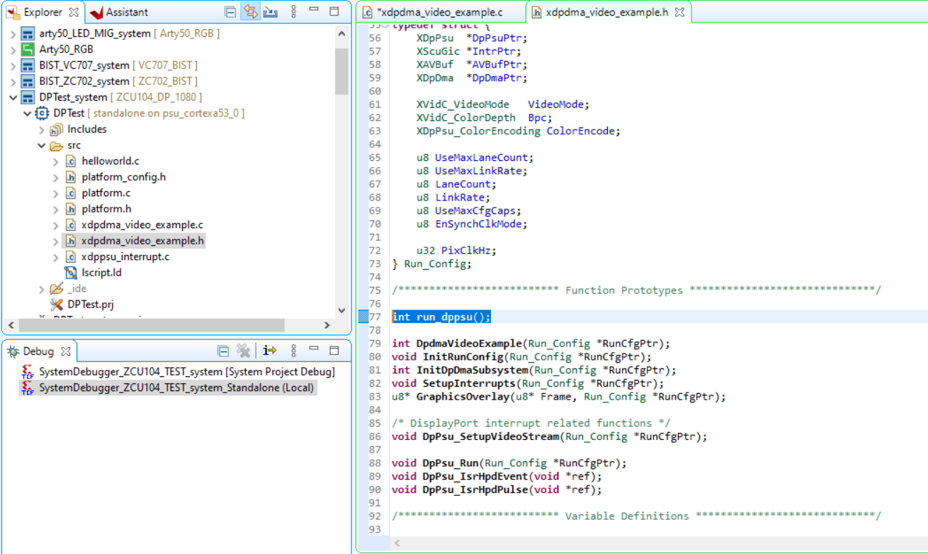 Explorer
Assistant
arty50_LED_MIG_system [ Arty50_RGB ]
Arty50_RGB
BIST_VC707_system [ VC707_BIST ]
BIST_ZC702_system [ ZC702_BIST ]
DPTest_system [ ZCU104_DP_1080 ]
DPTest [ standalone on psu_cortexa53_0 ]
Includes
src
helloworld.c
platform_config.h
platform.c
platform.h
xdpdma_video_example.c
xdpdma_video_example.h
xdppsu_interrupt.c
lscript.ld
_ide
DPTest.prj
Debug
SystemDebugger_ZCU104_TEST_system [System Project Debug]
SystemDebugger_ZCU104_TEST_system_Standalone (Local)
*xdpdma_video_example.c
xdpdma_video_example.h
55 typedef struct {
56 XDpPsu *DpPsuPtr;
57 XScuGic *IntrPtr;
58 XAVBuf *AVBufPtr;
59 XDpDma *DpDmaPtr;
60
61 XVidC_VideoMode VideoMode;
62 XVidC_ColorDepth Bpc;
63 XDpPsu_ColorEncoding ColorEncode;
64
65 u8 UseMaxLaneCount;
66 u8 UseMaxLinkRate;
67 u8 LaneCount;
68 u8 LinkRate;
69 u8 UseMaxCfgCaps;
70 u8 EnSynchClkMode;
71
72 u32 PixClkHz;
73 } Run_Config;
74
75 /************************** Function Prototypes ******************************/
76
77 int run_dppsu();
78
79 int DpdmaVideoExample(Run_Config *RunCfgPtr);
80 void InitRunConfig(Run_Config *RunCfgPtr);
81 int InitDpDmaSubsystem(Run_Config *RunCfgPtr);
82 void SetupInterrupts(Run_Config *RunCfgPtr);
83 u8* GraphicsOverlay(u8* Frame, Run_Config *RunCfgPtr);
84
85 /* DisplayPort interrupt related functions */
86 void DpPsu_SetupVideoStream(Run_Config *RunCfgPtr);
87
88 void DpPsu_Run(Run_Config *RunCfgPtr);
89 void DpPsu_IsrHpdEvent(void *ref);
90 void DpPsu_IsrHpdPulse(void *ref);
91
92 /************************** Variable Definitions *****************************/
93